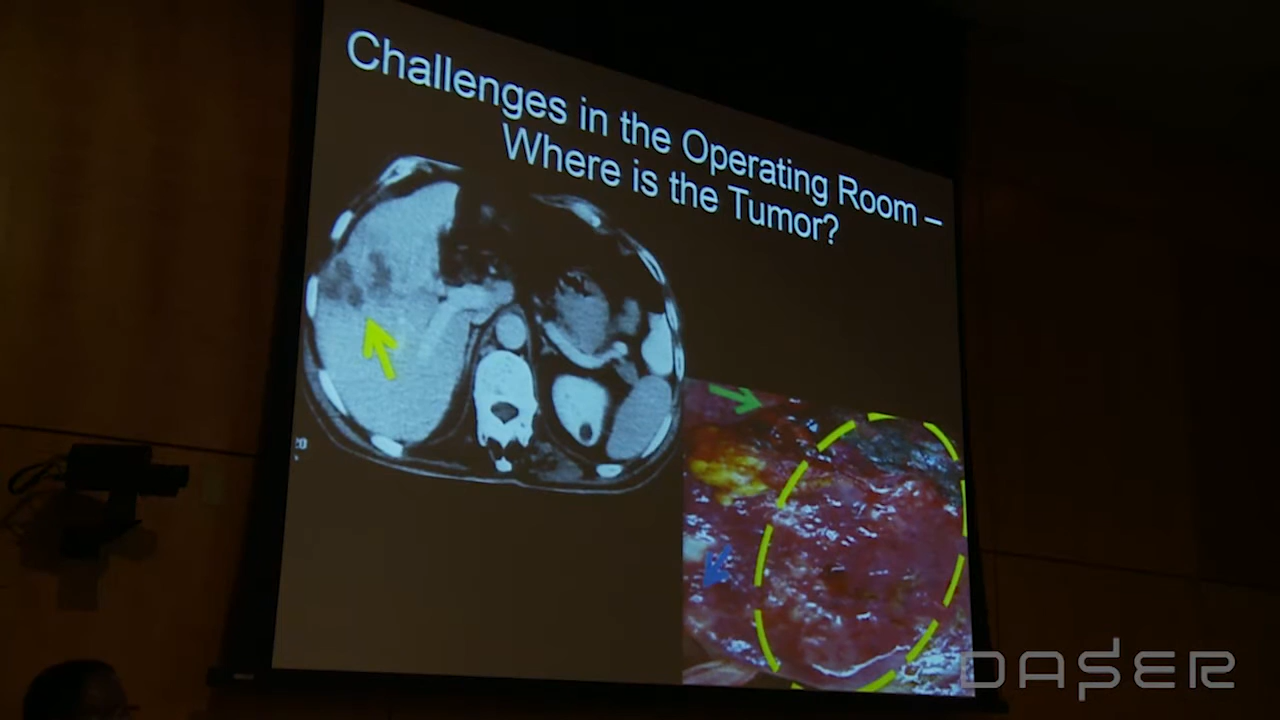 Challenges in the Operating Room –
Where is the Tumor?
DASER